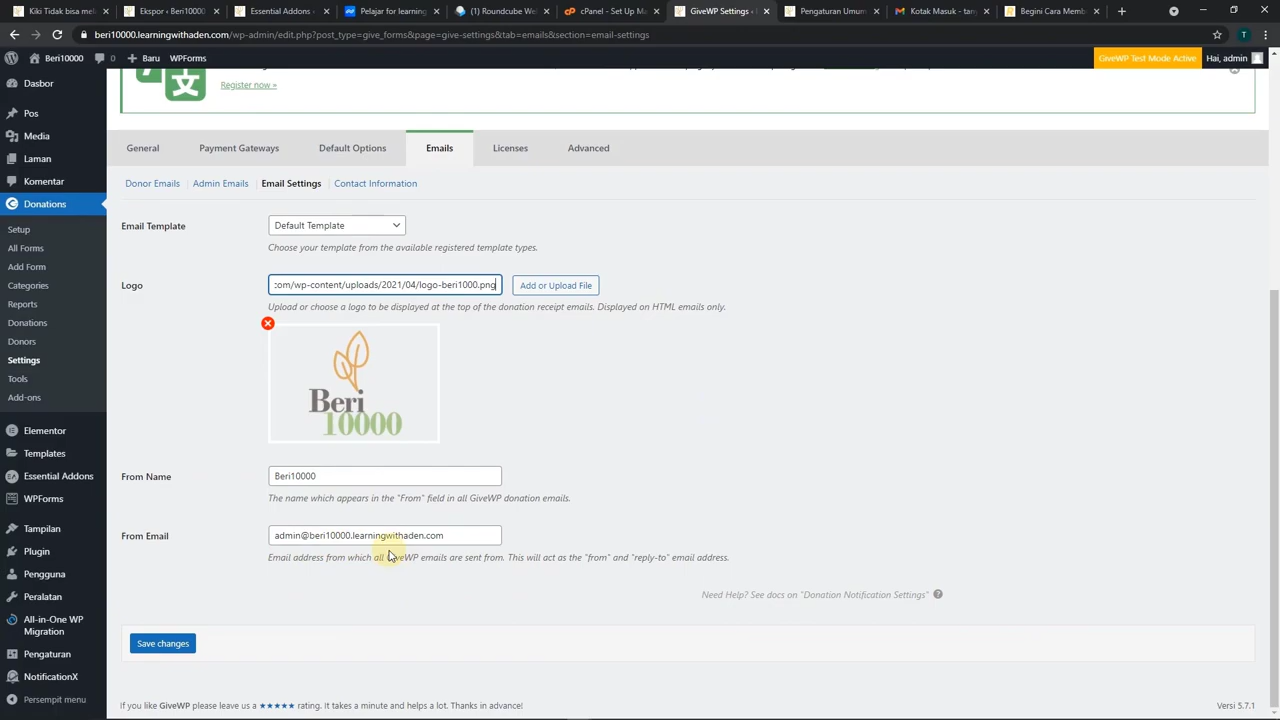 Kiki Tidak bisa mele
Ekspor ‹ Beri10000
Essential Addons
Pelajar for learning
(1) Roundcube Web
cPanel - Set Up Ma
GiveWP Settings ‹
Pengaturan Umum
Kotak Masuk - targ
Begini Cara Memb
beri10000.learningwithaden.com/wp-admin/edit.php?post_type=give_forms&page=give-settings&tab=emails&section=email-settings
Beri10000 0 Baru WPForms GiveWP Test Mode Active Hai, admin
Register now »
Dasbor
Pos
Media
Laman
Komentar
Donations
Setup
All Forms
Add Form
Categories
Reports
Donations
Donors
Settings
Tools
Add-ons
Elementor
Templates
Essential Addons
WPForms
Tampilan
Plugin
Pengguna
Peralatan
All-in-One WP
Migration
Pengaturan
NotificationX
Persempit menu
General Payment Gateways Default Options Emails Licenses Advanced
Donor Emails | Admin Emails | Email Settings | Contact Information
Email Template Default Template
Choose your template from the available registered template types.
Logo :om/wp-content/uploads/2021/04/logo-beri1000.png Add or Upload File
Upload or choose a logo to be displayed at the top of the donation receipt emails. Displayed on HTML emails only.
Beri
10000
From Name Beri10000
The name which appears in the "From" field in all GiveWP donation emails.
From Email admin@beri10000.learningwithaden.com
Email address from which all GiveWP emails are sent from. This will act as the "from" and "reply-to" email address.
Need Help? See docs on "Donation Notification Settings"
Save changes
If you like GiveWP please leave us a ★★★★★ rating. It takes a minute and helps a lot. Thanks in advance!
Versi 5.7.1